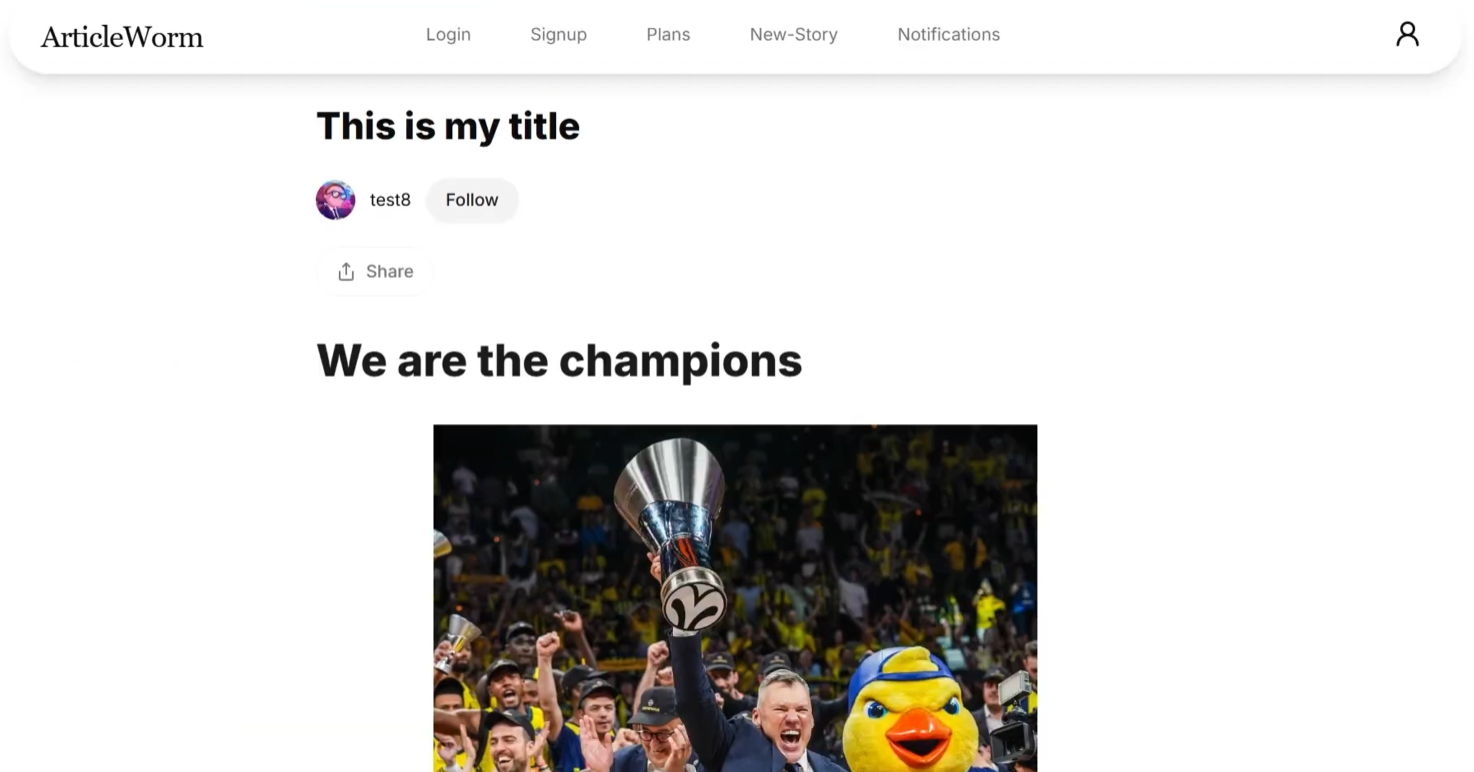 ArticleWorm
Login Signup Plans New-Story Notifications
This is my title
test8 Follow
Share
We are the champions